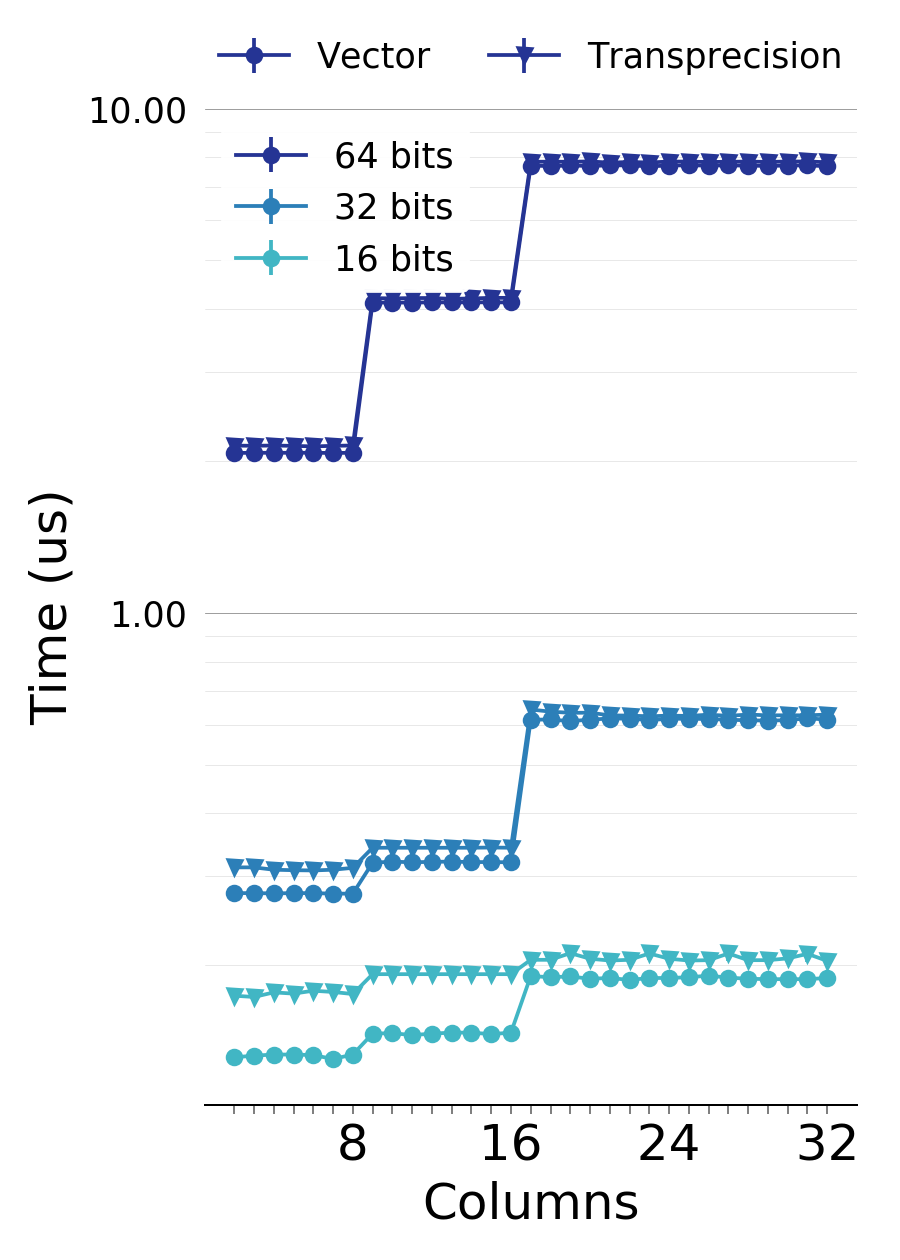 Vector Transprecision
10.00
64 bits
32 bits
16 bits
Time (us)
1.00
8 16 24 32
Columns